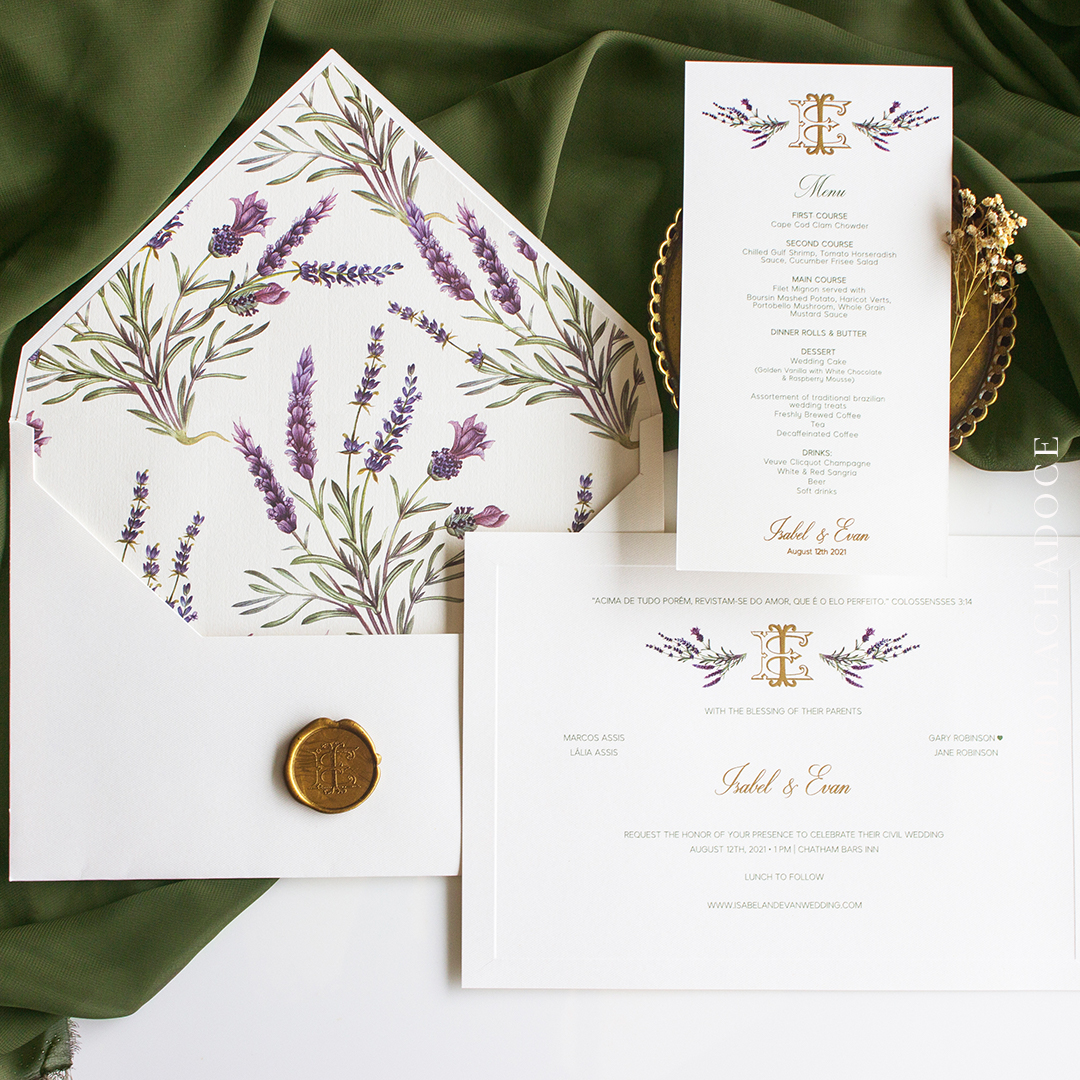 IE
Menu
FIRST COURSE
Cape Cod Clam Chowder
SECOND COURSE
Chilled Gulf Shrimp, Tomato Horseradish
Sauce, Cucumber Frisee Salad
MAIN COURSE
Filet Mignon served with
Boursin Mashed Potato, Haricot Verts,
Portobello Mushroom, Whole Grain
Mustard Sauce
DINNER ROLLS & BUTTER
DESSERT
Wedding Cake
(Golden Vanilla with White Chocolate
& Raspberry Mousse)
Assortement of traditional brazilian
wedding treats
Freshly Brewed Coffee
Tea
Decaffeinated Coffee
DRINKS:
Veuve Clicquot Champagne
White & Red Sangria
Beer
Soft drinks
Isabel & Evan
August 12th 2021
"ACIMA DE TUDO PORÉM, REVISTAM-SE DO AMOR, QUE É O ELO PERFEITO." COLOSSENSSES 3:14
IE
WITH THE BLESSING OF THEIR PARENTS
MARCOS ASSIS
LÂLIA ASSIS
GARY ROBINSON ♥
JANE ROBINSON
Isabel & Evan
REQUEST THE HONOR OF YOUR PRESENCE TO CELEBRATE THEIR CIVIL WEDDING
AUGUST 12TH, 2021 • 1 PM | CHATHAM BARS INN
LUNCH TO FOLLOW
WWW.ISABELANDEVANWEDDING.COM
IE